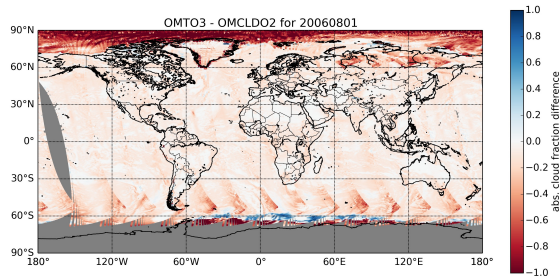 OMTO3 - OMCLDO2 for 20060801
90°N
60°N
30°N
0°
30°S
60°S
90°S
180° 120°W 60°W 0° 60°E 120°E 180°
1.0
0.8
0.6
0.4
0.2
0.0
−0.2
−0.4
−0.6
−0.8
−1.0
abs. cloud fraction difference